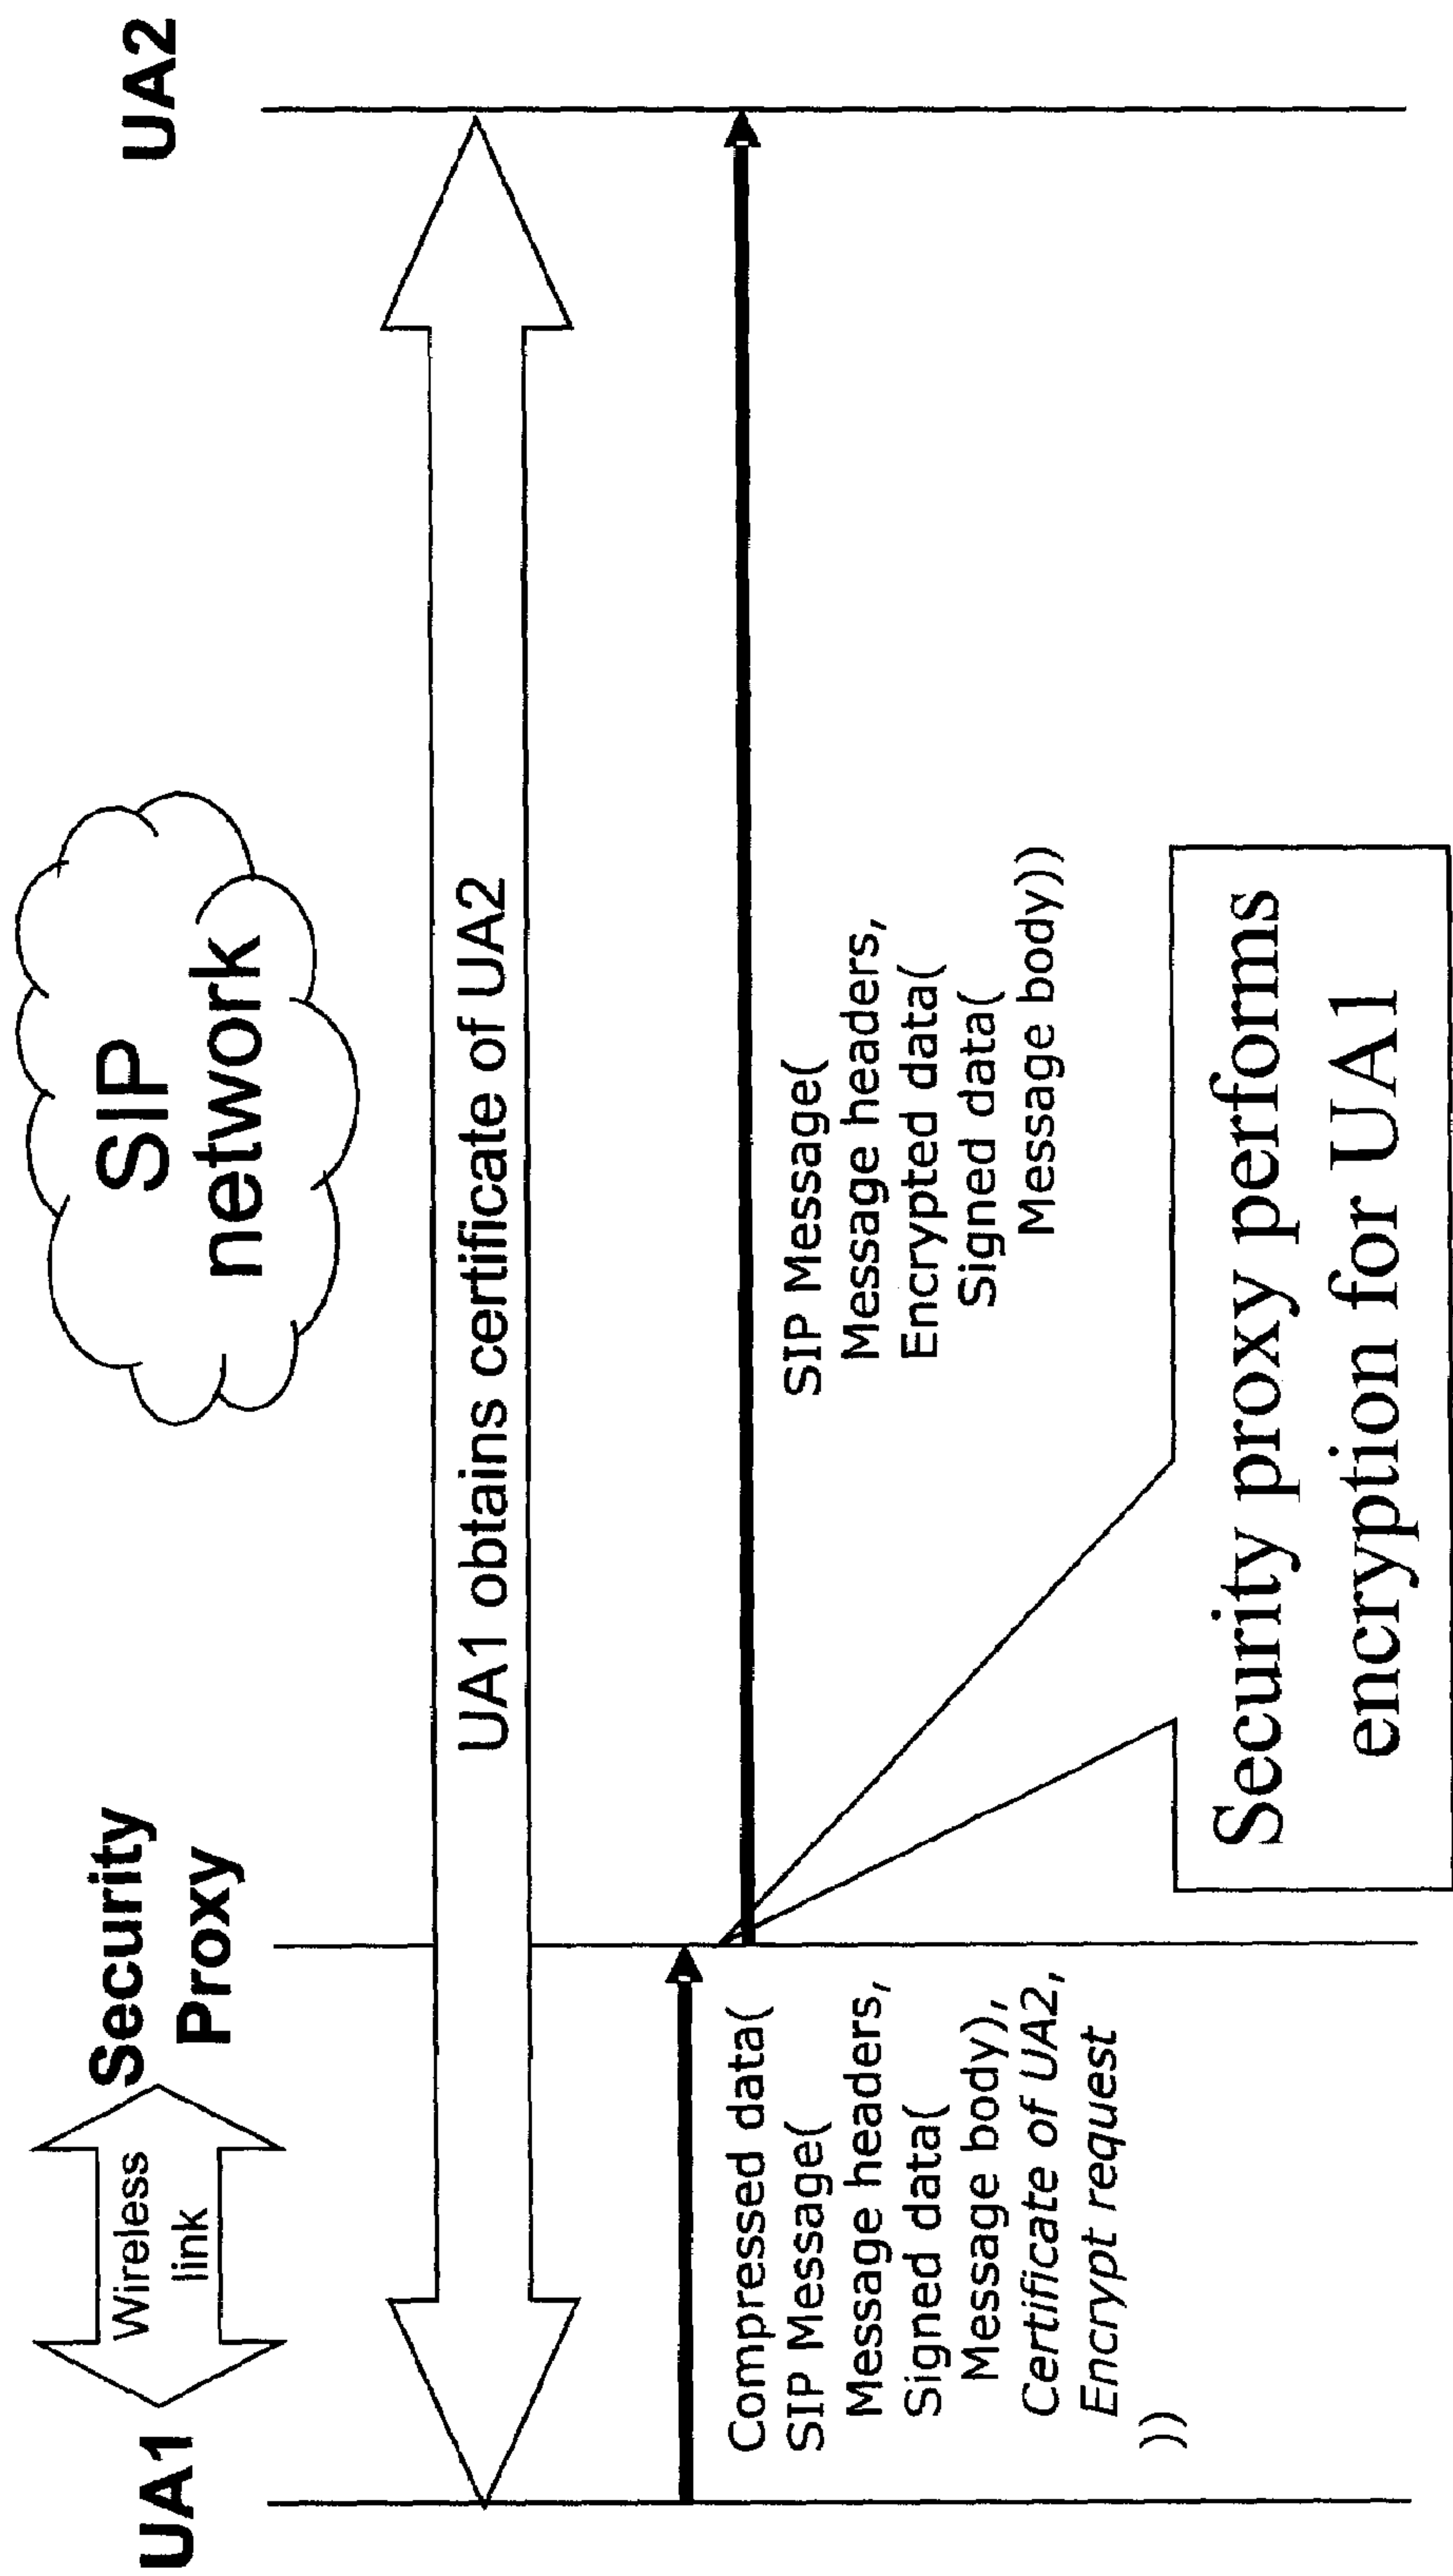 UA1
Wireless
link
Security
Proxy
SIP
network
UA2
UA1 obtains certificate of UA2
Compressed data(
SIP Message(
Message headers,
Signed data(
Message body),
Certificate of UA2,
Encrypt request
))
SIP Message(
Message headers,
Encrypted data(
Signed data(
Message body))
Security proxy performs
encryption for UA1